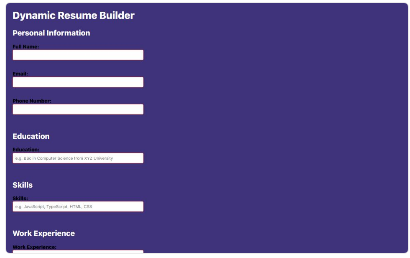 Dynamic Resume Builder
Personal Information
Full Name:
Email:
Phone Number:
Education
Education:
e.g. BSc in Computer Science from XYZ University
Skills
Skills:
e.g. JavaScript, TypeScript, HTML, CSS
Work Experience
Work Experience: